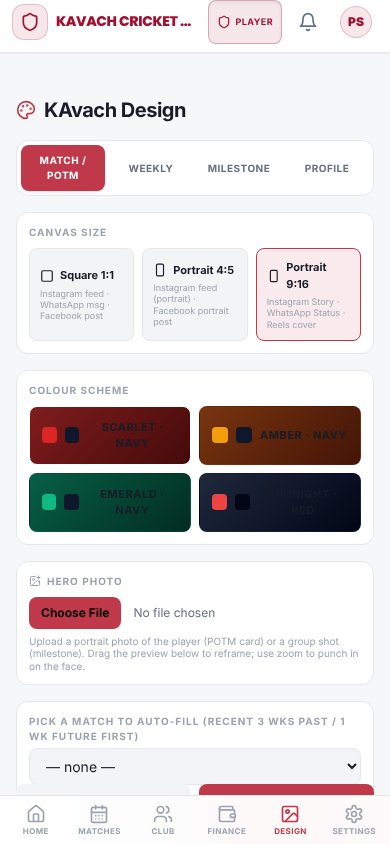 KAVACH CRICKET ...
PLAYER
PS
KAvach Design
MATCH /
POTM
WEEKLY
MILESTONE
PROFILE
CANVAS SIZE
Square 1:1
Instagram feed ·
WhatsApp msg ·
Facebook post
Portrait 4:5
Instagram feed
(portrait) ·
Facebook portrait
post
Portrait
9:16
Instagram Story ·
WhatsApp Status ·
Reels cover
COLOUR SCHEME
SCARLET ·
NAVY
AMBER · NAVY
EMERALD ·
NAVY
RED
HERO PHOTO
Choose File
No file chosen
Upload a portrait photo of the player (POTM card) or a group shot
(milestone). Drag the preview below to reframe; use zoom to punch in
on the face.
PICK A MATCH TO AUTO-FILL (RECENT 3 WKS PAST / 1
WK FUTURE FIRST)
— none —
HOME
MATCHES
CLUB
FINANCE
DESIGN
SETTINGS